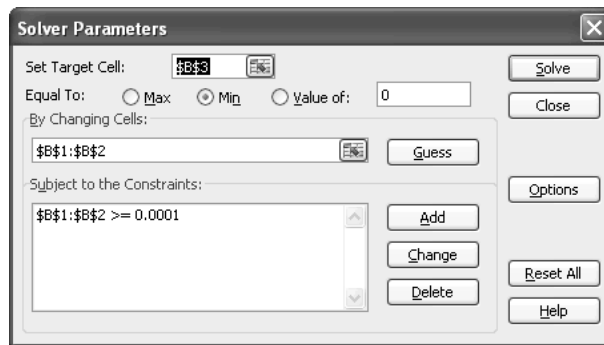 Solver Parameters
Set Target Cell: $B$3 Solve
Equal To: Max Min Value of: 0 Close
By Changing Cells:
$B$1:$B$2 Guess
Subject to the Constraints: Options
$B$1:$B$2 >= 0.0001 Add
Change
Reset All
Delete
Help